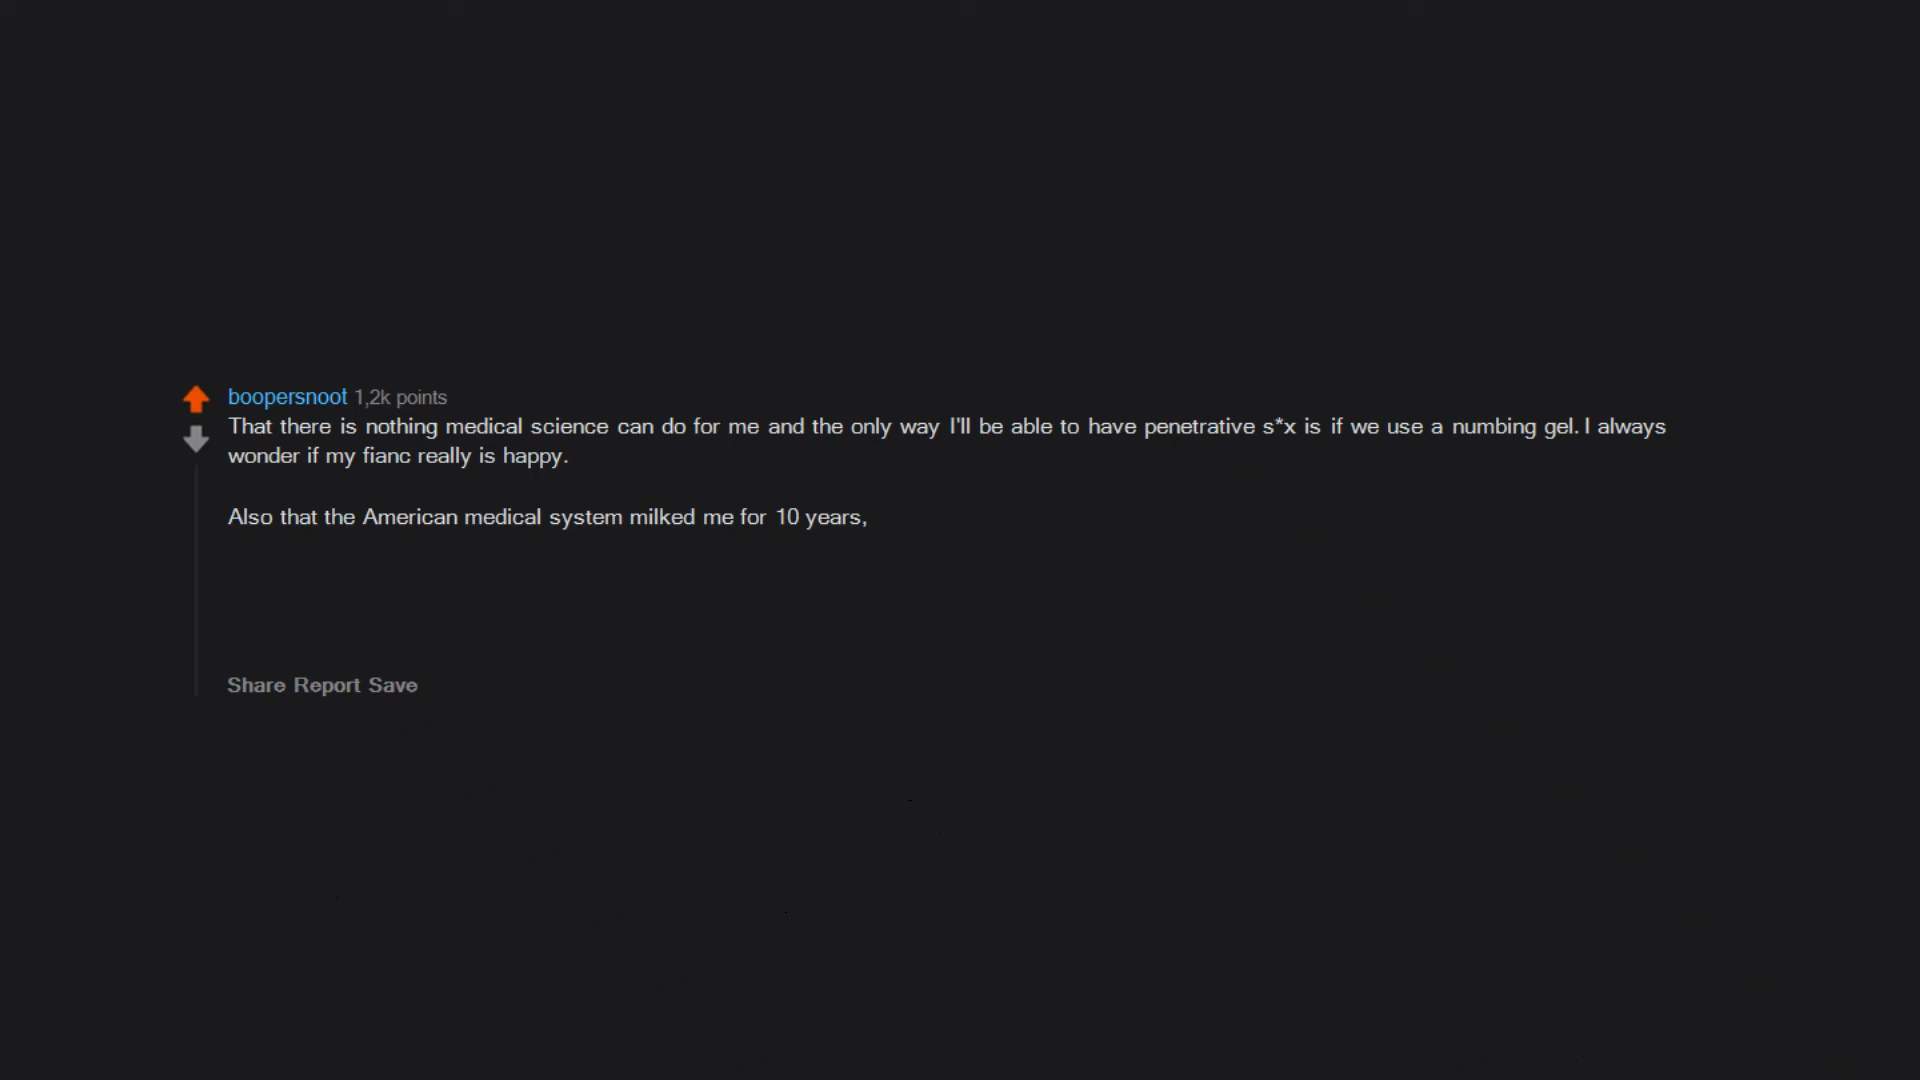 boopersnoot 1,2k points
That there is nothing medical science can do for me and the only way I'll be able to have penetrative s*x is if we use a numbing gel. I always
wonder if my fianc really is happy.
Also that the American medical system milked me for 10 years,
Share Report Save